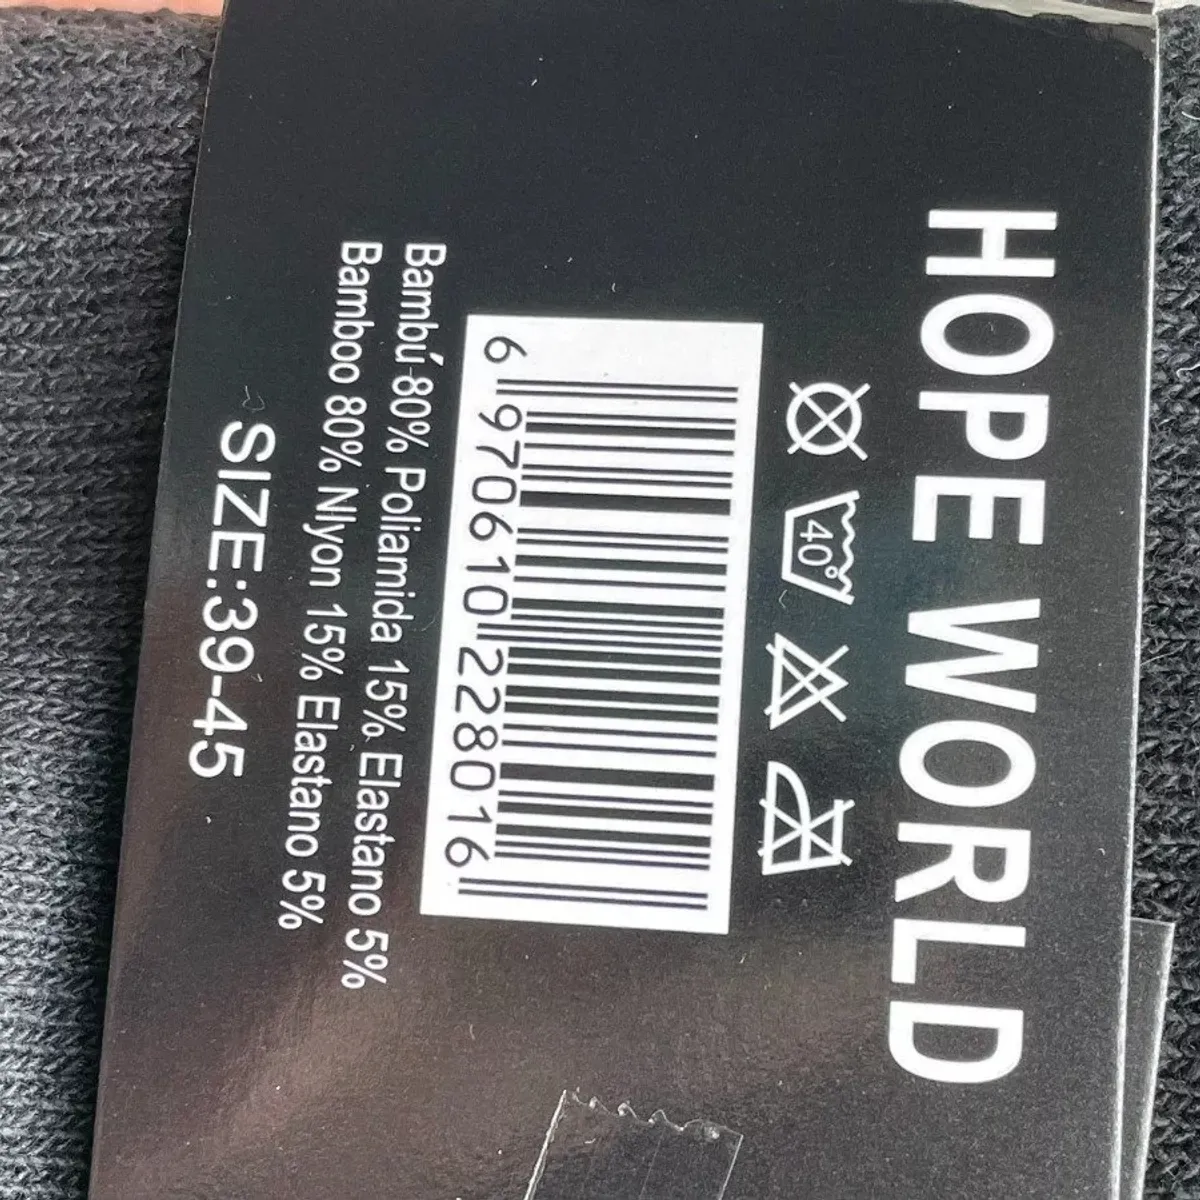 HOPE WORLD
40°
6 970610 228016
Bambú 80% Poliamida 15% Elastano 5%
Bamboo 80% Nlyon 15% Elastano 5%
SIZE:39-45